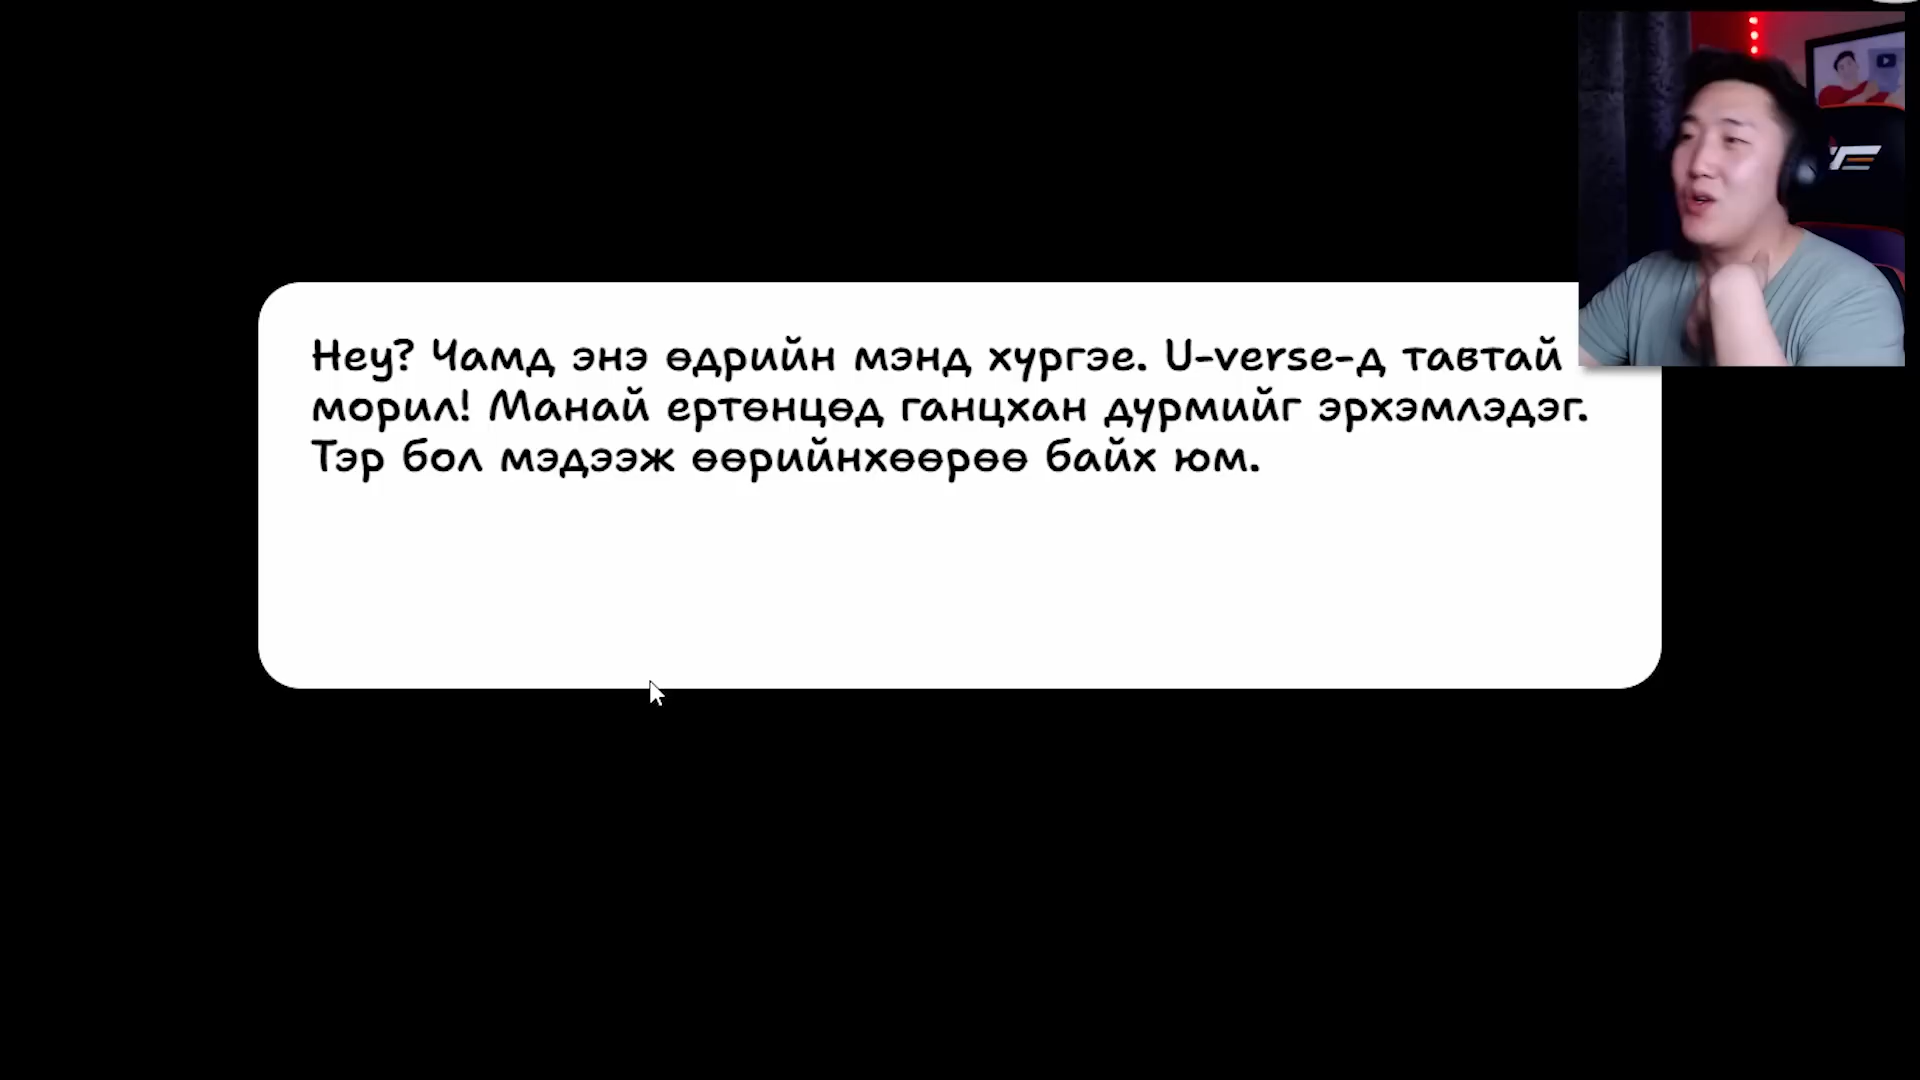 Hey? Чамд энэ өдрийн мэнд хүргэе. U-verse-д тавтай
морил! Манай ертөнцөд ганцхан дүрмийг эрхэмлэдэг.
Тэр бол мэдээж өөрийнхөөрөө байх юм.